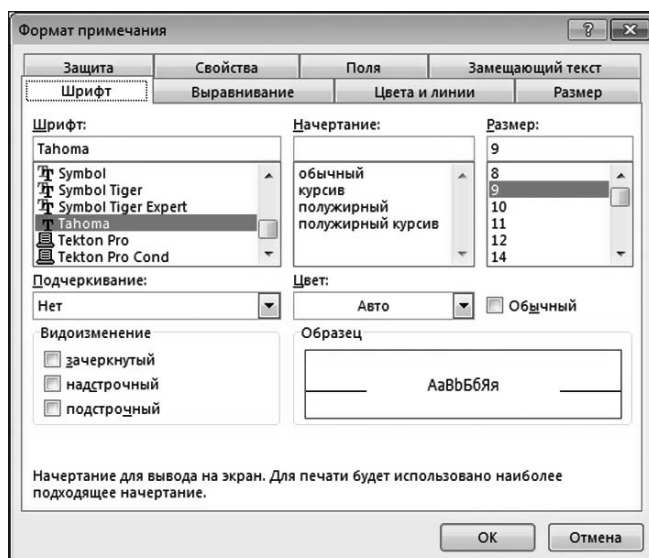 Формат примечания
Защита Свойства Поля Замещающий текст
Шрифт Выравнивание Цвета и линии Размер
Шрифт: Начертание: Размер:
Tahoma 9
Symbol обычный 8
Symbol Tiger курсив 9
Symbol Tiger Expert полужирный 10
Tahoma полужирный курсив 11
Tekton Pro 12
Tekton Pro Cond 14
Подчеркивание: Цвет:
Нет Авто Обычный
Видоизменение Образец
зачеркнутый
надстрочный АаВbБбЯя
подстрочный
Начертание для вывода на экран. Для печати будет использовано наиболее
подходящее начертание.
ОК Отмена